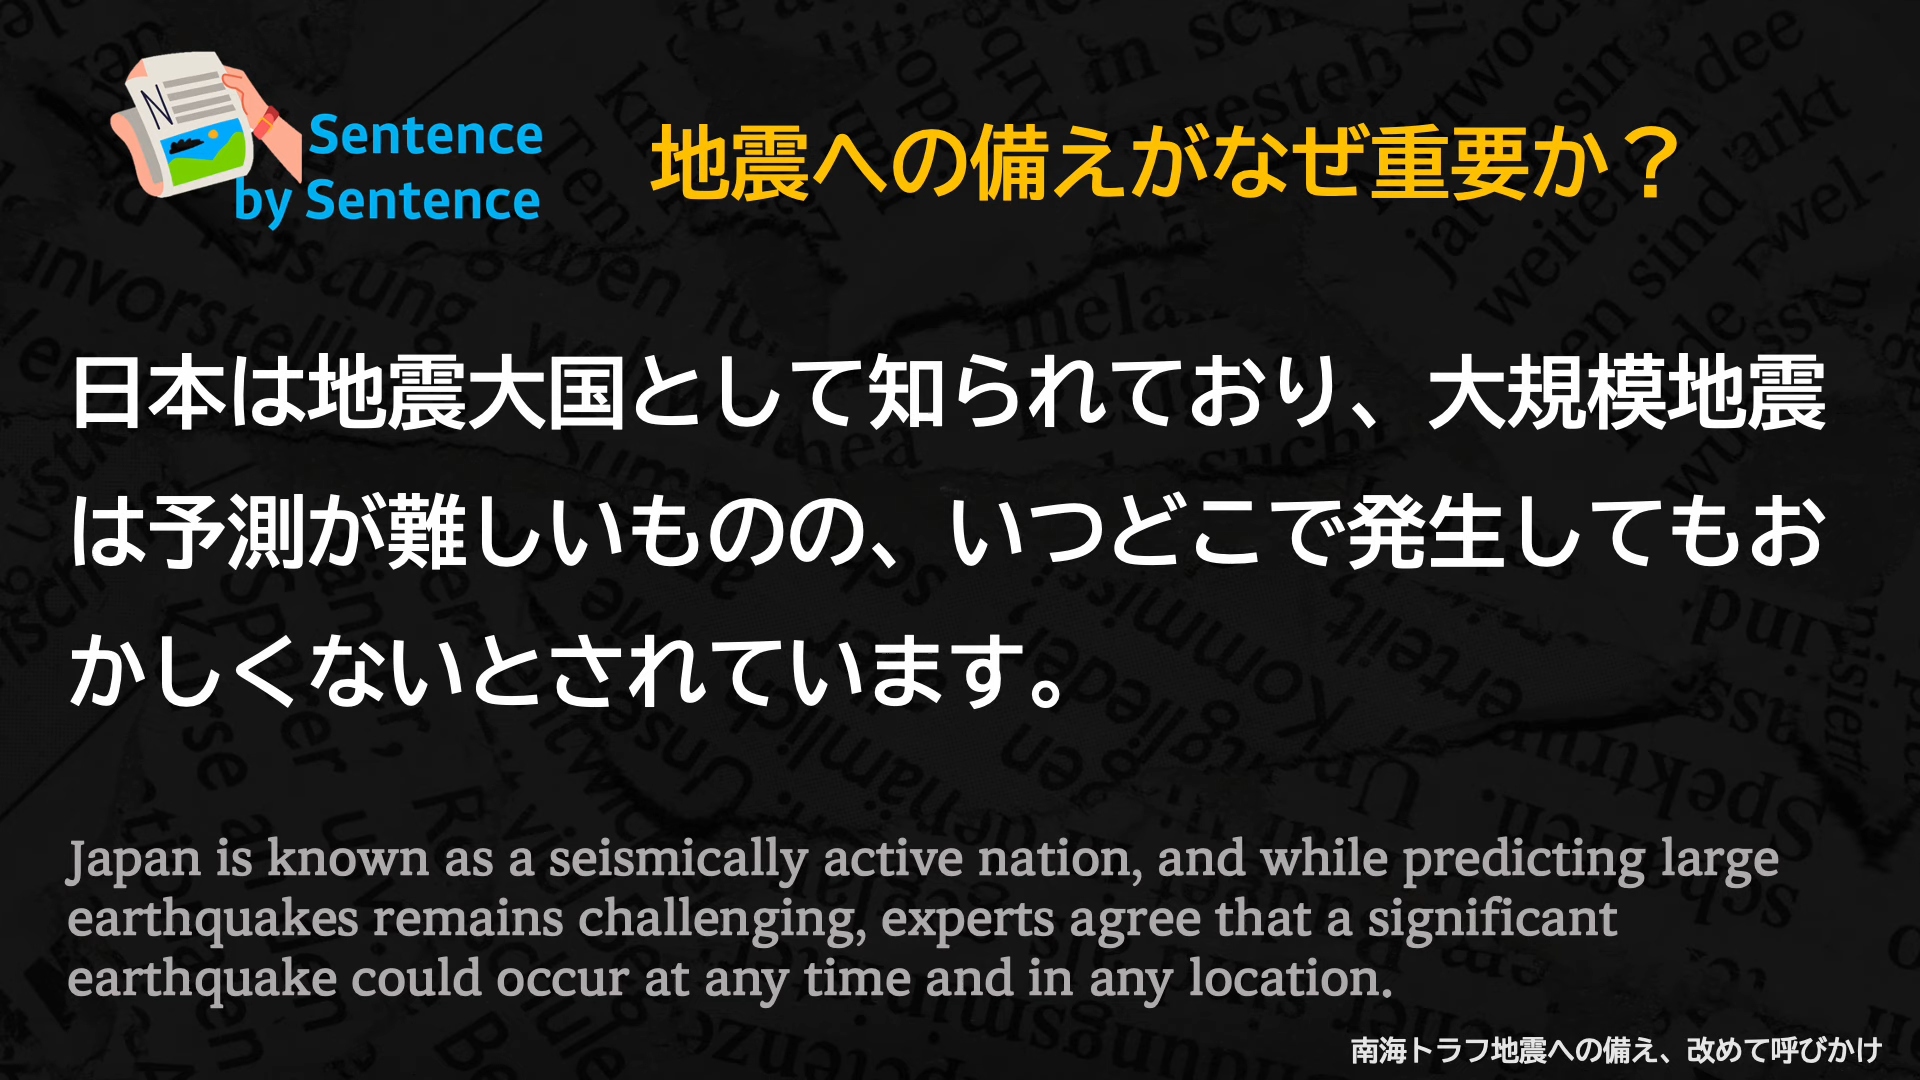 Sentence
by Sentence
地震への備えがなぜ重要か？
日本は地震大国として知られており、大規模地震
は予測が難しいものの、いつどこで発生してもお
かしくないとされています。
Japan is known as a seismically active nation, and while predicting large
earthquakes remains challenging, experts agree that a significant
earthquake could occur at any time and in any location.
南海トラフ地震への備え、改めて呼びかけ